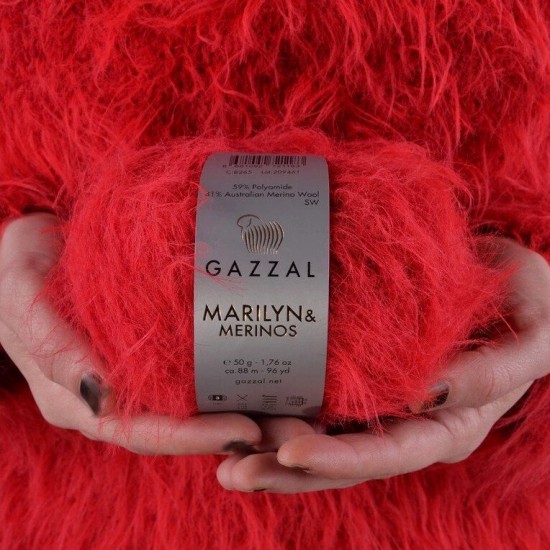 59% Polyamide
41% Australian Merino Wool
SW
GAZZAL
MARILYN&
MERINOS
℮ 50 g - 1,76 oz
ca. 88 m - 96 yd
gazzal.net